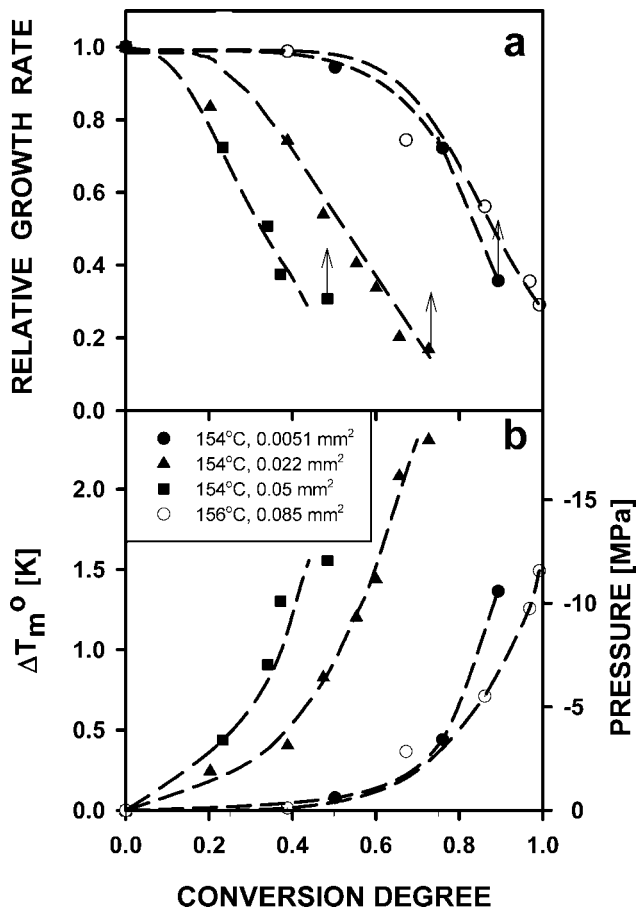 a
RELATIVE GROWTH RATE
1.0
0.8
0.6
0.4
0.2
0.0
b
154°C, 0.0051 mm²
154°C, 0.022 mm²
154°C, 0.05 mm²
156°C, 0.085 mm²
ΔTm° [K]
2.0
1.5
1.0
0.5
0.0
PRESSURE [MPa]
-15
-10
-5
0
0.0 0.2 0.4 0.6 0.8 1.0
CONVERSION DEGREE